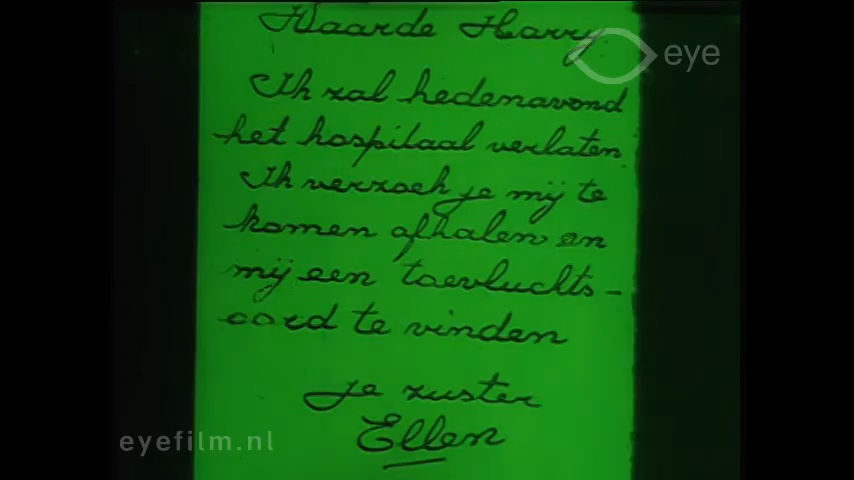 Waarde Harry
eye
Ik zal hedenavond
het hospitaal verlaten.
Ik verzoek je mij te
komen afhalen en
mij een toevluchts-
oord te vinden
je zuster
Ellen
eyefilm.nl